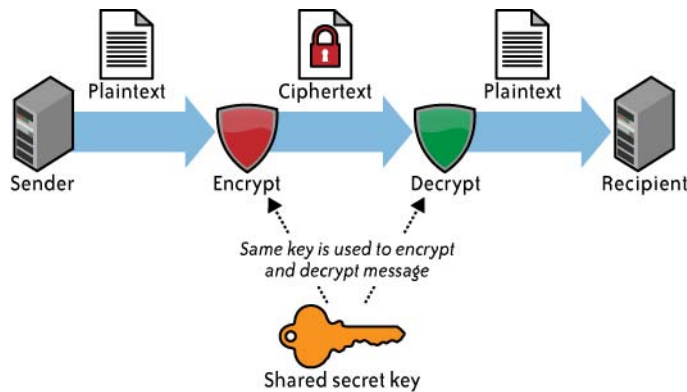 Plaintext
Ciphertext
Plaintext
Sender
Encrypt
Decrypt
Recipient
Same key is used to encrypt
and decrypt message
Shared secret key